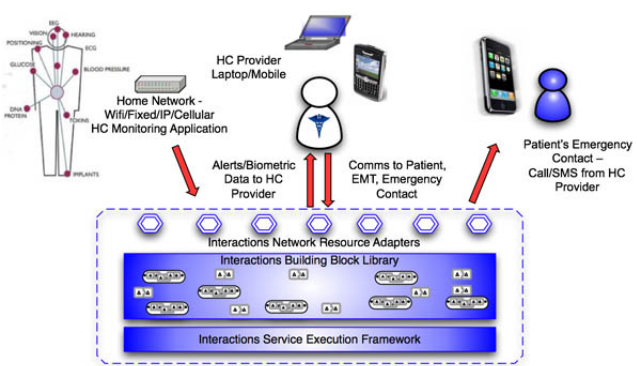 EEG
VISION
HEARING
POSITIONING
ECG
GLUCOSE
BLOOD PRESSURE
DNA
PROTEIN
TOXINS
IMPLANTS
Home Network -
Wifi/Fixed/IP/Cellular
HC Monitoring Application
HC Provider
Laptop/Mobile
Alerts/Biometric
Data to HC
Provider
Comms to Patient,
EMT, Emergency
Contact
Patient's Emergency
Contact –
Call/SMS from HC
Provider
Interactions Network Resource Adapters
Interactions Building Block Library
Interactions Service Execution Framework